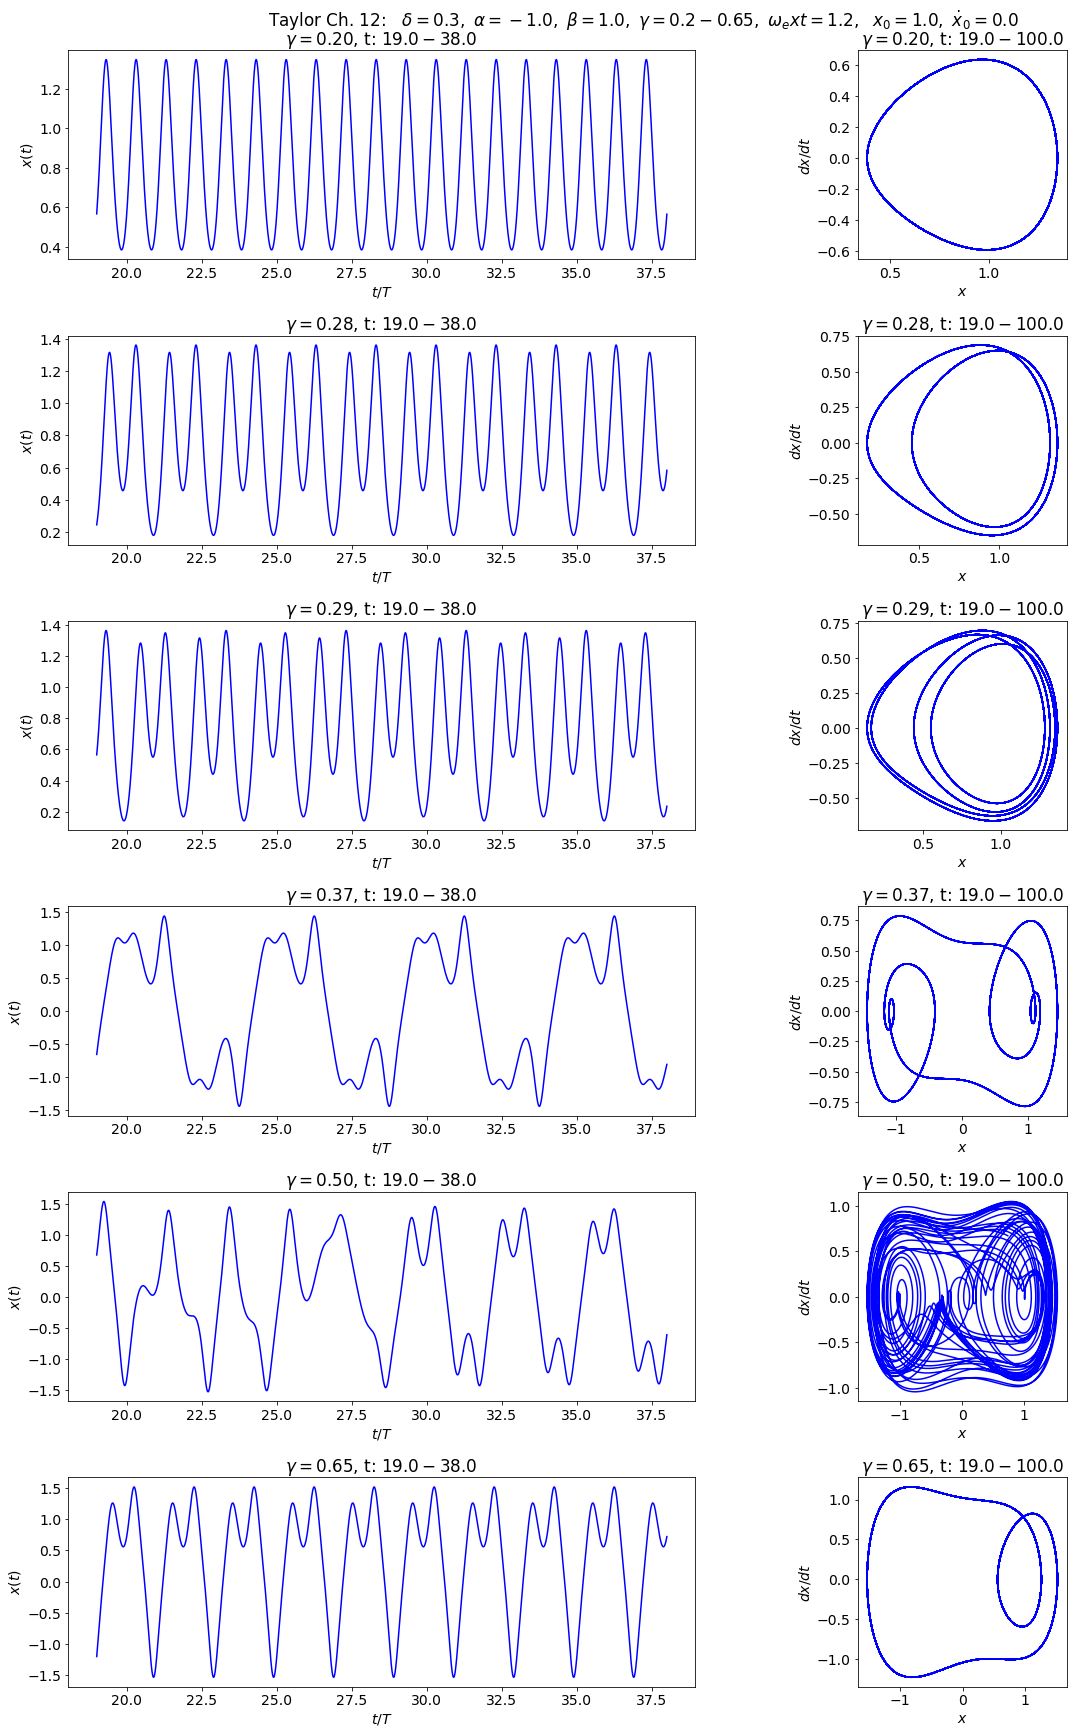 Taylor Ch. 12:   δ = 0.3, α = −1.0, β = 1.0, γ = 0.2 − 0.65, ω_e xt = 1.2,  x_0 = 1.0, ẋ_0 = 0.0
γ = 0.20, t: 19.0 − 38.0
x(t)
1.2
1.0
0.8
0.6
0.4
20.0 22.5 25.0 27.5 30.0 32.5 35.0 37.5
t/T
γ = 0.20, t: 19.0 − 100.0
dx/dt
0.6
0.4
0.2
0.0
−0.2
−0.4
−0.6
0.5 1.0
x
γ = 0.28, t: 19.0 − 38.0
x(t)
1.4
1.2
1.0
0.8
0.6
0.4
0.2
20.0 22.5 25.0 27.5 30.0 32.5 35.0 37.5
t/T
γ = 0.28, t: 19.0 − 100.0
dx/dt
0.75
0.50
0.25
0.00
−0.25
−0.50
0.5 1.0
x
γ = 0.29, t: 19.0 − 38.0
x(t)
1.4
1.2
1.0
0.8
0.6
0.4
0.2
20.0 22.5 25.0 27.5 30.0 32.5 35.0 37.5
t/T
γ = 0.29, t: 19.0 − 100.0
dx/dt
0.75
0.50
0.25
0.00
−0.25
−0.50
0.5 1.0
x
γ = 0.37, t: 19.0 − 38.0
x(t)
1.5
1.0
0.5
0.0
−0.5
−1.0
−1.5
20.0 22.5 25.0 27.5 30.0 32.5 35.0 37.5
t/T
γ = 0.37, t: 19.0 − 100.0
dx/dt
0.75
0.50
0.25
0.00
−0.25
−0.50
−0.75
−1 0 1
x
γ = 0.50, t: 19.0 − 38.0
x(t)
1.5
1.0
0.5
0.0
−0.5
−1.0
−1.5
20.0 22.5 25.0 27.5 30.0 32.5 35.0 37.5
t/T
γ = 0.50, t: 19.0 − 100.0
dx/dt
1.0
0.5
0.0
−0.5
−1.0
−1 0 1
x
γ = 0.65, t: 19.0 − 38.0
x(t)
1.5
1.0
0.5
0.0
−0.5
−1.0
−1.5
20.0 22.5 25.0 27.5 30.0 32.5 35.0 37.5
t/T
γ = 0.65, t: 19.0 − 100.0
dx/dt
1.0
0.5
0.0
−0.5
−1.0
−1 0 1
x